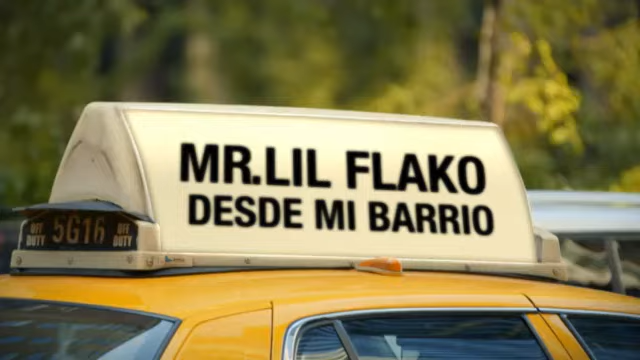 MR.LIL FLAKO
DESDE MI BARRIO
OFF DUTY 5G16 OFF DUTY